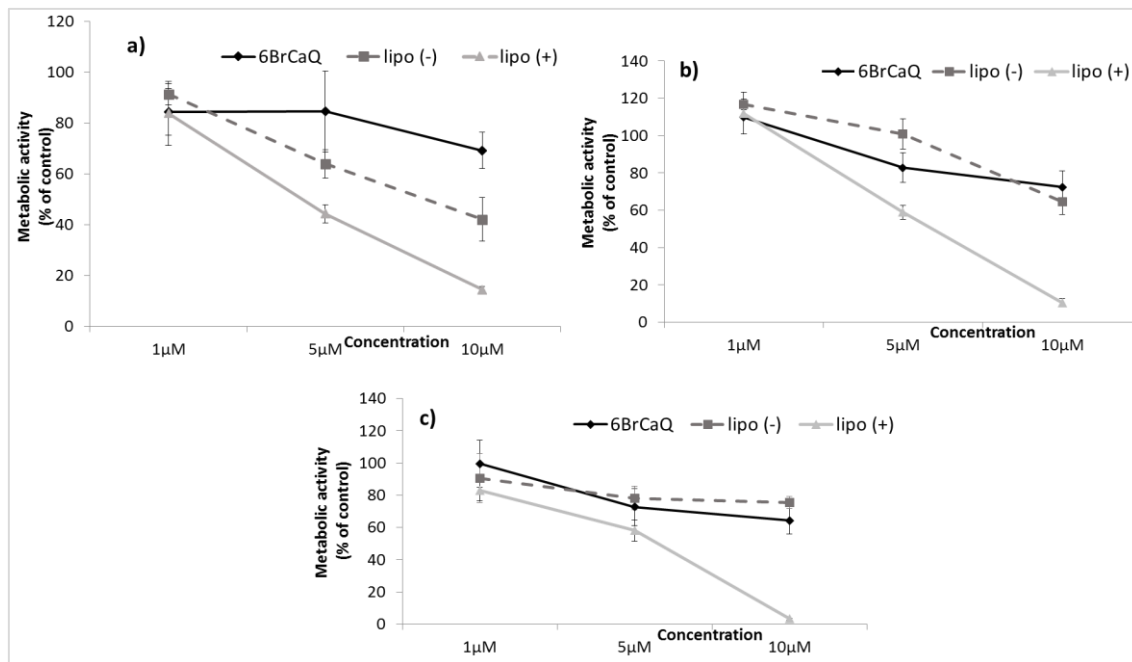 a)
6BrCaQ
lipo (-)
lipo (+)
Metabolic activity
(% of control)
120
100
80
60
40
20
0
1µM
5µM
10µM
Concentration
b)
6BrCaQ
lipo (-)
lipo (+)
Metabolic activity
(% of control)
140
120
100
80
60
40
20
0
1µM
5µM
10µM
Concentration
c)
6BrCaQ
lipo (-)
lipo (+)
Metabolic activity
(% of control)
140
120
100
80
60
40
20
0
1µM
5µM
10µM
Concentration